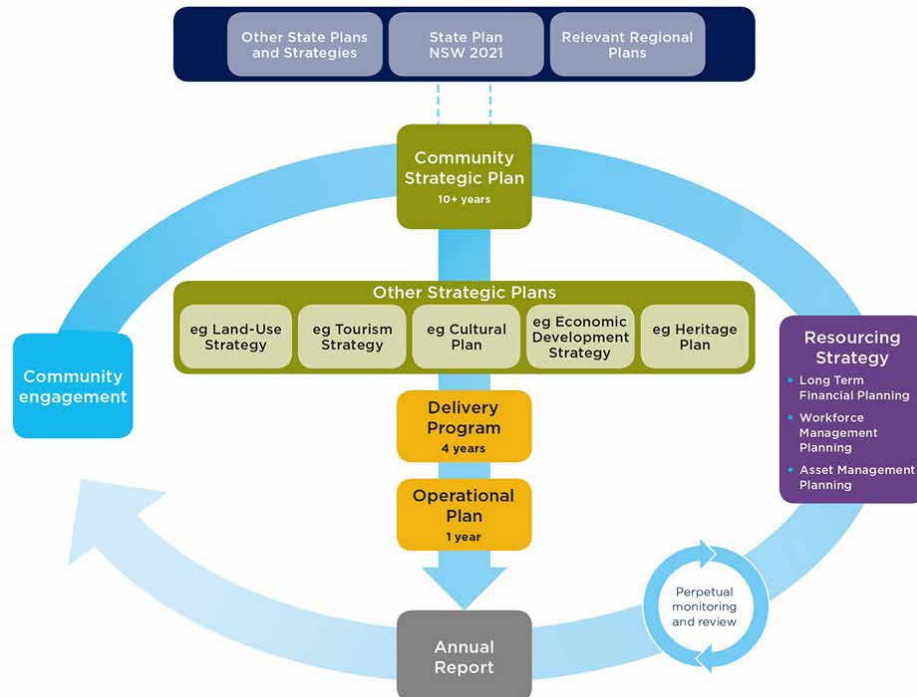 Other State Plans
and Strategies
State Plan
NSW 2021
Relevant Regional
Plans
Community
Strategic Plan
10+ years
Other Strategic Plans
eg Land-Use
Strategy
eg Tourism
Strategy
eg Cultural
Plan
eg Economic
Development
Strategy
eg Heritage
Plan
Community
engagement
Resourcing
Strategy
• Long Term
Financial Planning
• Workforce
Management
Planning
• Asset Management
Planning
Delivery
Program
4 years
Operational
Plan
1 year
Perpetual
monitoring
and review
Annual
Report